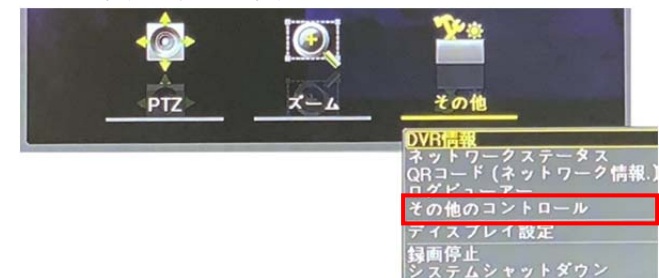 PTZ
ズーム
その他
DVR情報
ネットワークステータス
QRコード (ネットワーク情報.)
ログビューアー
その他のコントロール
ディスプレイ設定
録画停止
システムシャットダウン